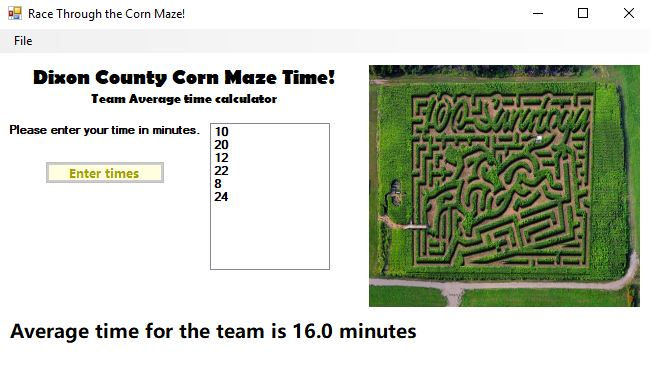 Race Through the Corn Maze!
File
Dixon County Corn Maze Time!
Team Average time calculator
Please enter your time in minutes.
Enter times
10
20
12
22
8
24
Average time for the team is 16.0 minutes